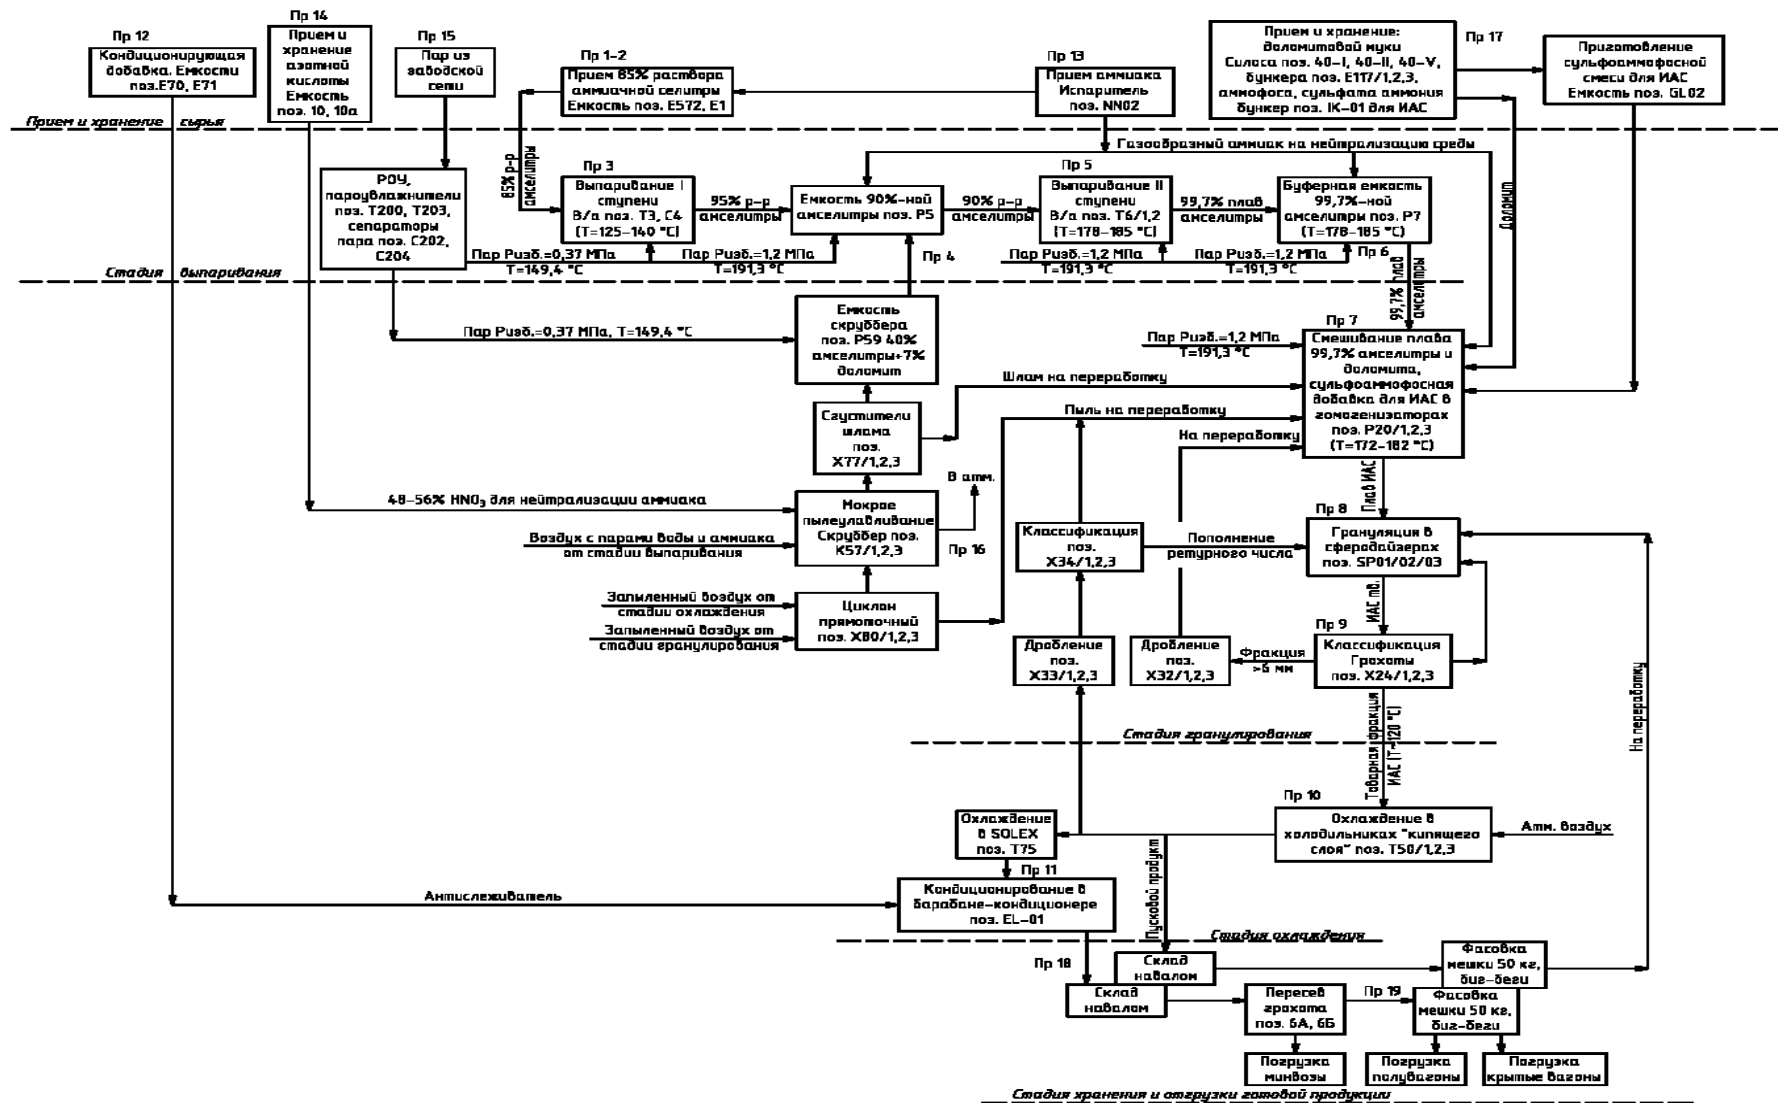 Пр 12
Кондиционирующая
добавка. Емкости
поз.Е70, Е71
Пр 14
Прием и
хранение
азотной
кислоты
Емкость
поз. 10, 10а
Пр 15
Пар из
заводской
сети
Пр 1-2
Прием 85% раствора
аммиачной селитры
Емкость поз. Е572, Е1
Пр 13
Прием аммиака
Испаритель
поз. NN02
Прием и хранение:
доломитовой муки
Силоса поз. 40-I, 40-II, 40-V,
бункера поз. Е117/1,2,3,
аммофоса, сульфата аммония
бункер поз. IK-01 для ИАС
Пр 17
Приготовление
сульфоаммофосной
смеси для ИАС
Емкость поз. GL02
Прием и хранение сырья
85% р-р
амселитры
Газообразный аммиак на нейтрализацию среды
Доломит
РОУ,
пароувлажнители
поз. Т200, Т203,
сепараторы
пара поз. С202,
С204
Пр 3
Выпаривание I
ступени
В/а поз. Т3, С4
(Т=125-140 °С)
95% р-р
амселитры
Емкость 90%-ной
амселитры поз. Р5
90% р-р
амселитры
Пр 5
Выпаривание II
ступени
В/а поз. Т6/1,2
(Т=178-185 °С)
99,7% плав
амселитры
Буферная емкость
99,7%-ной
амселитры поз. Р7
(Т=178-185 °С)
Пар Ризб.=0,37 МПа
Т=149,4 °С
Пар Ризб.=1,2 МПа
Т=191,3 °С
Пр 4
Пар Ризб.=1,2 МПа
Т=191,3 °С
Пар Ризб.=1,2 МПа
Т=191,3 °С
Пр 6
99,7% плав
амселитры
Стадия выпаривания
Пар Ризб.=0,37 МПа, Т=149,4 °С
Емкость
скруббера
поз. Р59 40%
амселитры+7%
доломит
Пар Ризб.=1,2 МПа
Т=191,3 °С
Пр 7
Смешивание плава
99,7% амселитры и
доломита,
сульфоаммофосная
добавка для ИАС в
гомогенизаторах
поз. Р20/1,2,3
(Т=172-182 °С)
Шлам на переработку
Пыль на переработку
На переработку
Сгустители
шлама
поз.
Х77/1,2,3
Плав ИАС
В атм.
48-56% HNO₃ для нейтрализации аммиака
Воздух с парами воды и аммиака
от стадии выпаривания
Мокрое
пылеулавливание
Скруббер поз.
К57/1,2,3
Пр 16
Классификация
поз.
Х34/1,2,3
Пополнение
ретурного числа
Пр 8
Грануляция в
сферодайзерах
поз. SP01/02/03
ИАС тв.
Запыленный воздух от
стадии охлаждения
Запыленный воздух от
стадии гранулирования
Циклон
прямоточный
поз. Х80/1,2,3
Дробление
поз.
Х33/1,2,3
Дробление
поз.
Х32/1,2,3
Фракция
>6 мм
Пр 9
Классификация
Грохоты
поз. Х24/1,2,3
На переработку
Стадия гранулирования
Товарная фракция
ИАС (Т~120 °С)
Пр 10
Охлаждение в
холодильниках "кипящего
слоя" поз. Т50/1,2,3
Атм. воздух
Охлаждение
в SOLEX
поз. Т75
Пр 11
Антислеживатель
Кондиционирование в
барабане-кондиционере
поз. EL-01
Пусковой продукт
Стадия охлаждения
Пр 18
Склад
навалом
Фасовка
мешки 50 кг,
биг-беги
Склад
навалом
Пересев
грохота
поз. 6А, 6Б
Пр 19
Фасовка
мешки 50 кг,
биг-беги
Погрузка
минвозы
Погрузка
полувагоны
Погрузка
крытые вагоны
Стадия хранения и отгрузки готовой продукции